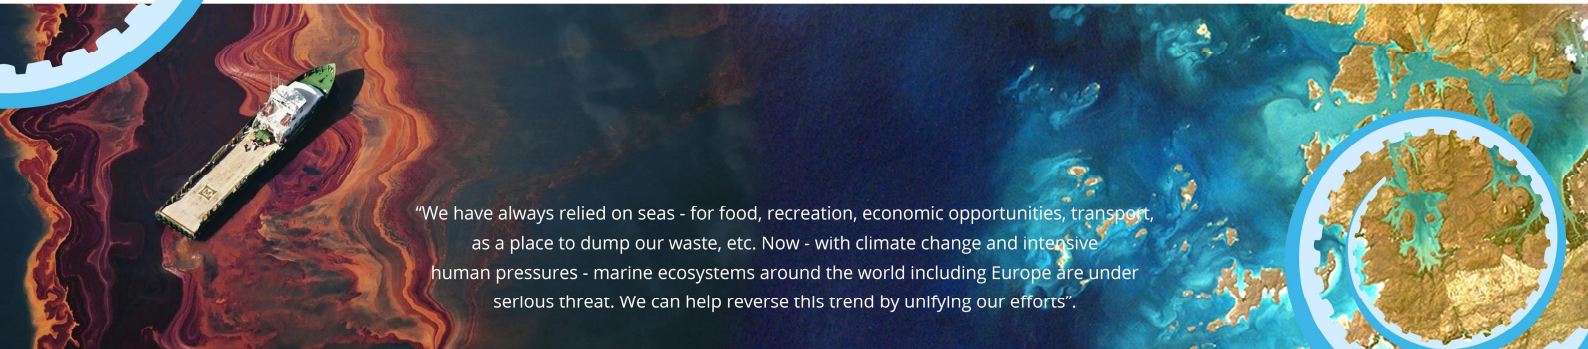 “We have always relied on seas - for food, recreation, economic opportunities, transport,
as a place to dump our waste, etc. Now - with climate change and intensive
human pressures - marine ecosystems around the world including Europe are under
serious threat. We can help reverse this trend by unifying our efforts”.